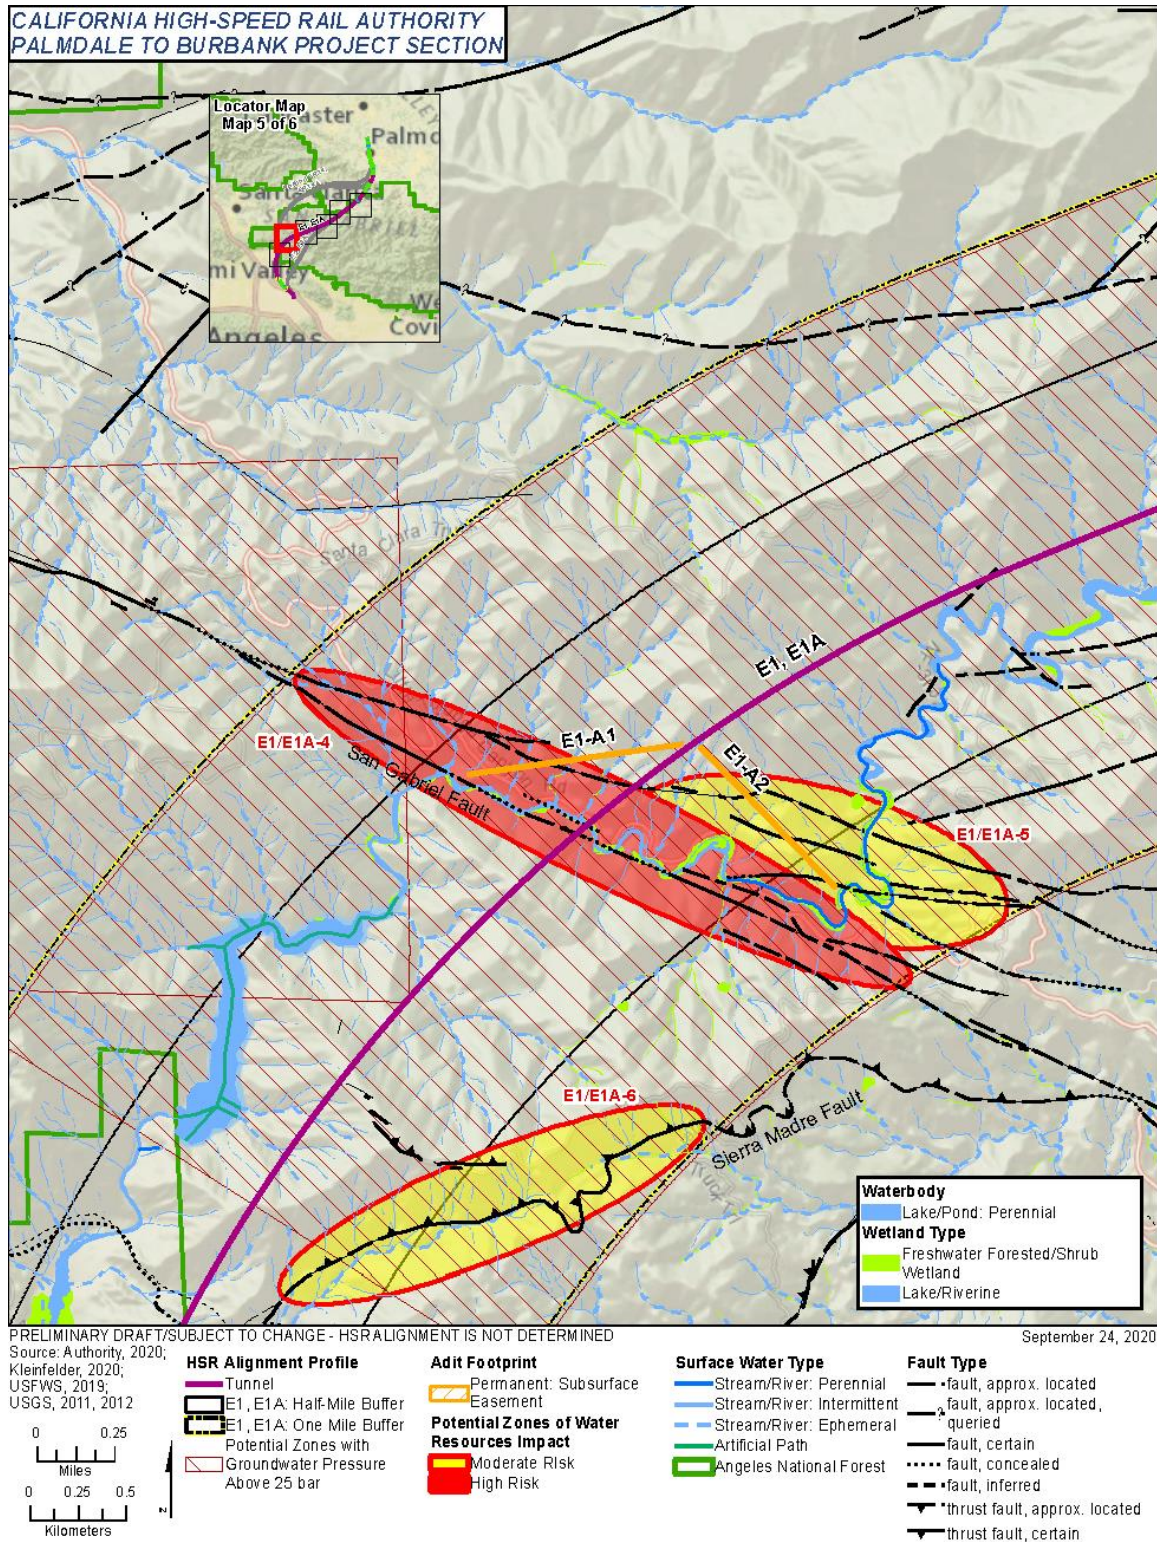 CALIFORNIA HIGH-SPEED RAIL AUTHORITY
PALMDALE TO BURBANK PROJECT SECTION
Locator Map
Map 5 of 6
Palmd
mi Valley
Covi
Angeles
Santa Clara
E1, E1A
E1/E1A-4
E1-A1
San Gabriel Fault
E1-A2
E1/E1A-5
E1/E1A-6
Sierra Madre Fault
Waterbody
Lake/Pond: Perennial
Wetland Type
Freshwater Forested/Shrub
Wetland
Lake/Riverine
PRELIMINARY DRAFT/SUBJECT TO CHANGE - HSR ALIGNMENT IS NOT DETERMINED
September 24, 2020
Source: Authority, 2020;
Kleinfelder, 2020;
USFWS, 2019;
USGS, 2011, 2012
0 0.25
Miles
0 0.25 0.5
Kilometers
N
HSR Alignment Profile
Tunnel
E1, E1A: Half-Mile Buffer
E1, E1A: One Mile Buffer
Potential Zones with
Groundwater Pressure
Above 25 bar
Adit Footprint
Permanent: Subsurface
Easement
Potential Zones of Water
Resources Impact
Moderate Risk
High Risk
Surface Water Type
Stream/River: Perennial
Stream/River: Intermittent
Stream/River: Ephemeral
Artificial Path
Angeles National Forest
Fault Type
fault, approx. located
fault, approx. located,
queried
fault, certain
fault, concealed
fault, inferred
thrust fault, approx. located
thrust fault, certain